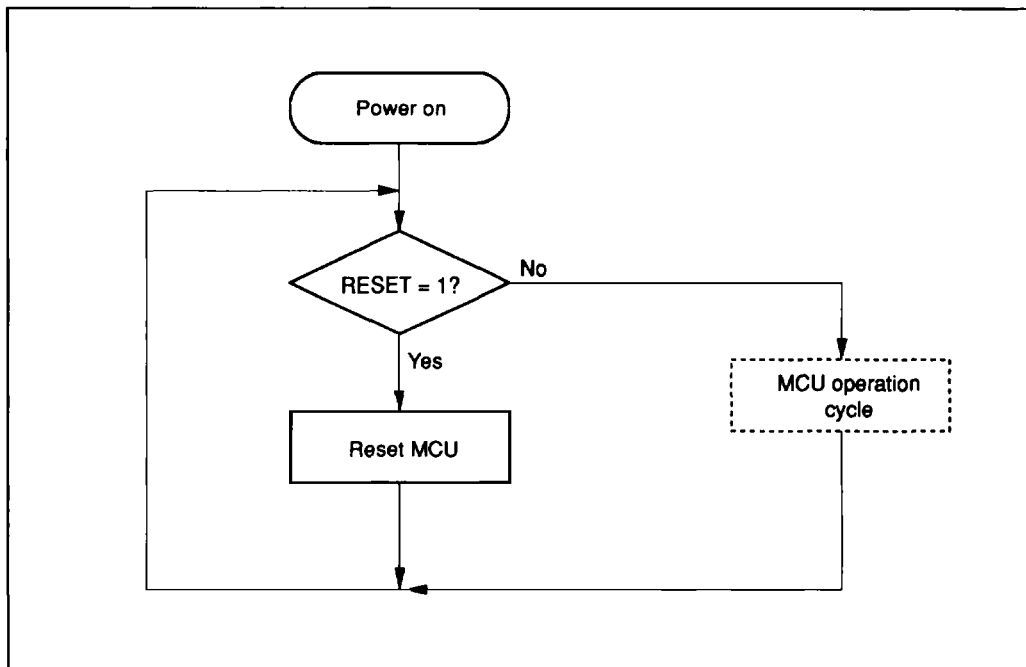 Power on
RESET = 1?
No
Yes
MCU operation
cycle
Reset MCU